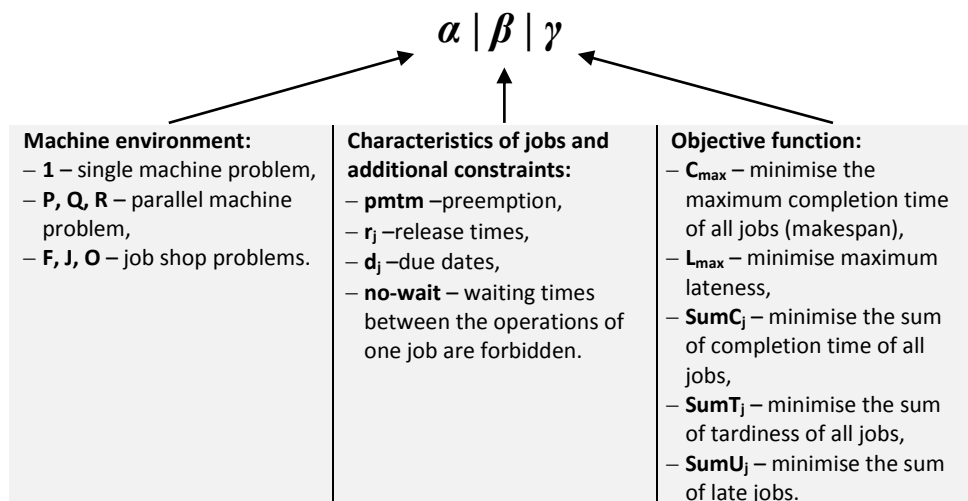 α | β | γ
Machine environment:
– 1 – single machine problem,
– P, Q, R – parallel machine
problem,
– F, J, O – job shop problems.
Characteristics of jobs and
additional constraints:
– pmtm –preemption,
– rj –release times,
– dj –due dates,
– no-wait – waiting times
between the operations of
one job are forbidden.
Objective function:
– Cmax – minimise the
maximum completion time
of all jobs (makespan),
– Lmax – minimise maximum
lateness,
– SumCj – minimise the sum
of completion time of all
jobs,
– SumTj – minimise the sum
of tardiness of all jobs,
– SumUj – minimise the sum
of late jobs.